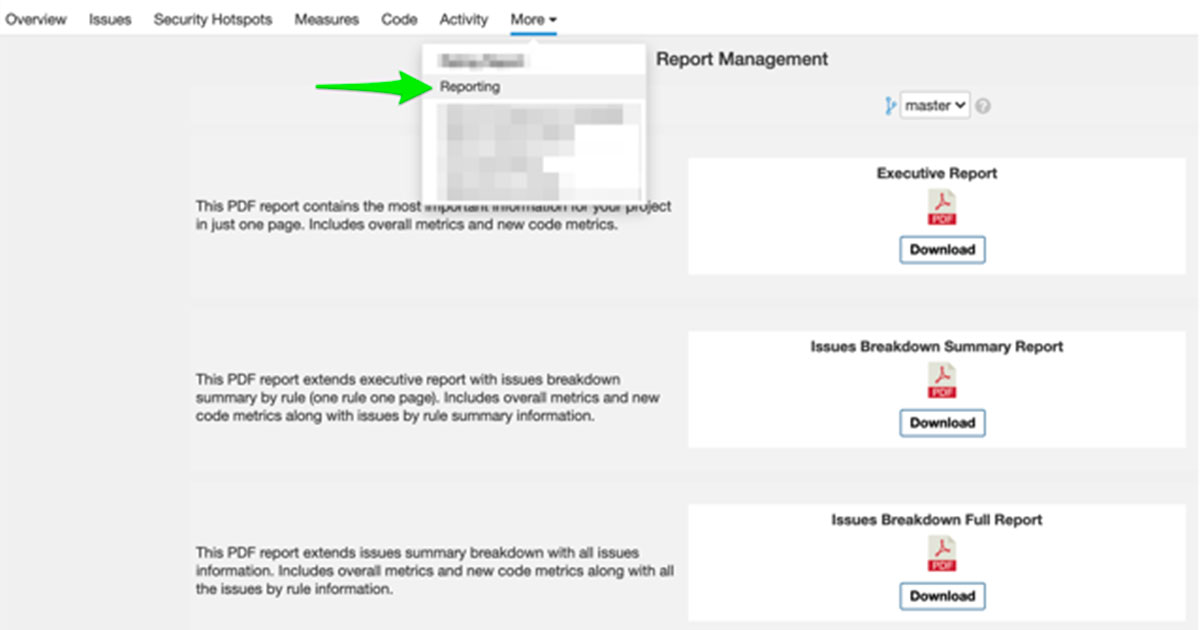 Overview Issues Security Hotspots Measures Code Activity More
Report Management
Reporting
master
?
This PDF report contains the most important information for your project
in just one page. Includes overall metrics and new code metrics.
Executive Report
PDF
Download
This PDF report extends executive report with issues breakdown
summary by rule (one rule one page). Includes overall metrics and new
code metrics along with issues by rule summary information.
Issues Breakdown Summary Report
PDF
Download
This PDF report extends issues summary breakdown with all issues
information. Includes overall metrics and new code metrics along with all
the issues by rule information.
Issues Breakdown Full Report
PDF
Download